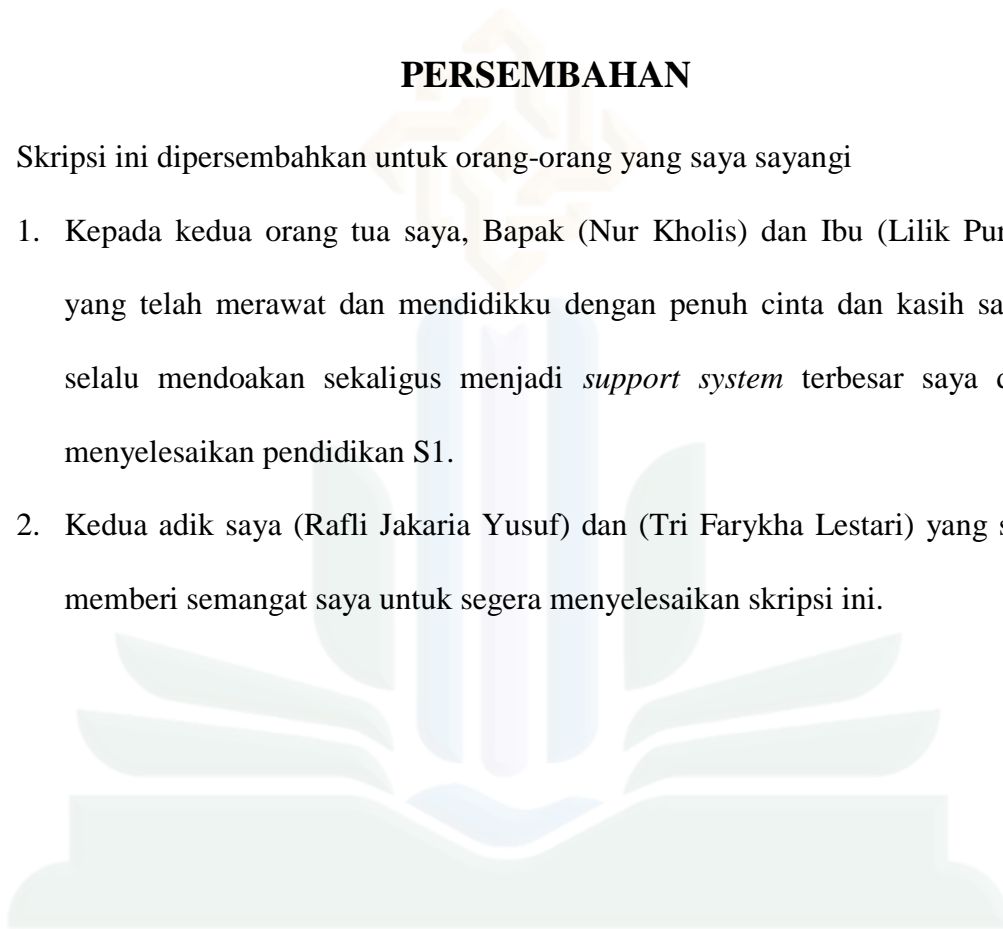 PERSEMBAHAN
Skripsi ini dipersembahkan untuk orang-orang yang saya sayangi
1. Kepada kedua orang tua saya, Bapak (Nur Kholis) dan Ibu (Lilik
yang telah merawat dan mendidikku dengan penuh cinta dan kasih
selalu mendoakan sekaligus menjadi support system terbesar saya
menyelesaikan pendidikan S1.
2. Kedua adik saya (Rafli Jakaria Yusuf) dan (Tri Farykha Lestari) yang
memberi semangat saya untuk segera menyelesaikan skripsi ini.